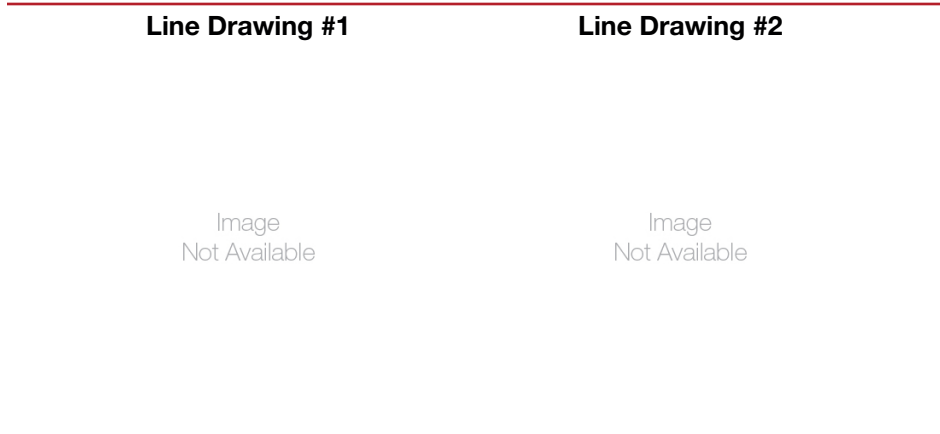 Line Drawing #1
Line Drawing #2
Image
Not Available
Image
Not Available